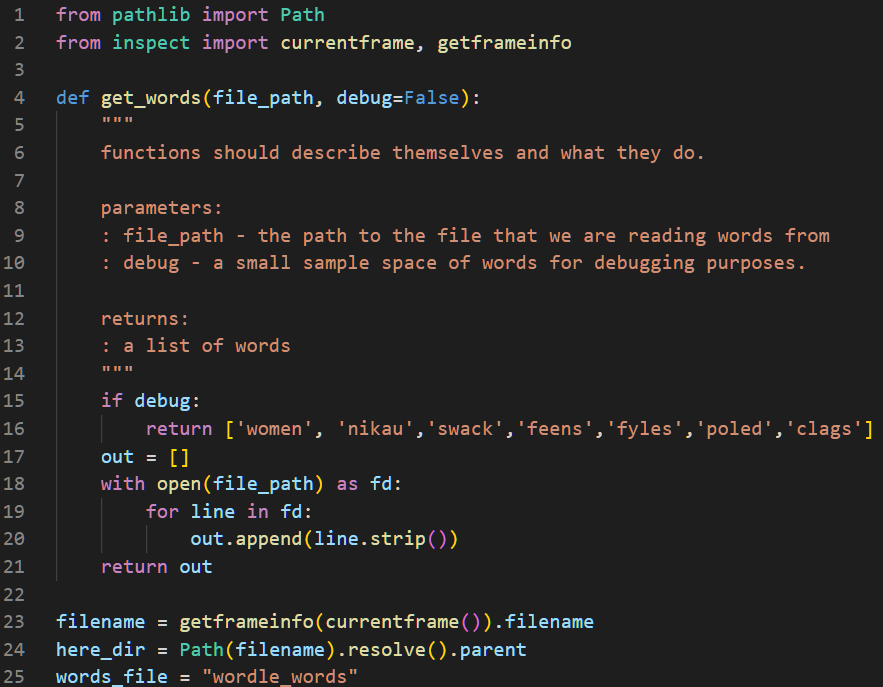 1 from pathlib import Path
2 from inspect import currentframe, getframeinfo
3
4 def get_words(file_path, debug=False):
5     """
6     functions should describe themselves and what they do.
7
8     parameters:
9     : file_path - the path to the file that we are reading words from
10     : debug - a small sample space of words for debugging purposes.
11
12     returns:
13     : a list of words
14     """
15     if debug:
16         return ['women', 'nikau','swack','feens','fyles','poled','clags']
17     out = []
18     with open(file_path) as fd:
19         for line in fd:
20             out.append(line.strip())
21     return out
22
23 filename = getframeinfo(currentframe()).filename
24 here_dir = Path(filename).resolve().parent
25 words_file = "wordle_words"